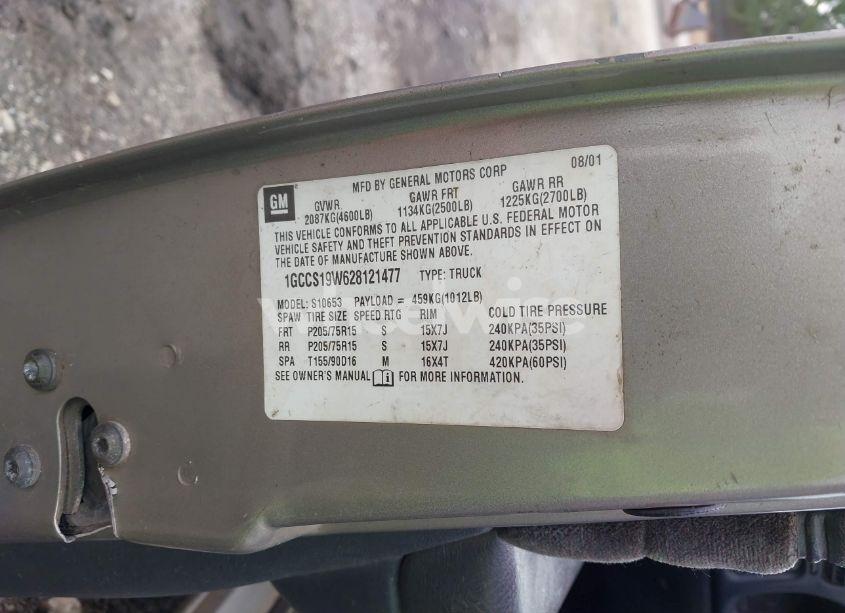 MFD BY GENERAL MOTORS CORP 08/01
GM
GVWR GAWR FRT GAWR RR
2087KG(4600LB) 1134KG(2500LB) 1225KG(2700LB)
THIS VEHICLE CONFORMS TO ALL APPLICABLE U.S. FEDERAL MOTOR
VEHICLE SAFETY AND THEFT PREVENTION STANDARDS IN EFFECT ON
THE DATE OF MANUFACTURE SHOWN ABOVE.
1GCCS19W628121477 TYPE: TRUCK
MODEL: S10653 PAYLOAD = 459KG(1012LB)
SPAW TIRE SIZE SPEED RTG RIM COLD TIRE PRESSURE
FRT P205/75R15 S 15X7J 240KPA(35PSI)
RR P205/75R15 S 15X7J 240KPA(35PSI)
SPA T155/90D16 M 16X4T 420KPA(60PSI)
SEE OWNER'S MANUAL FOR MORE INFORMATION.
wheelwire